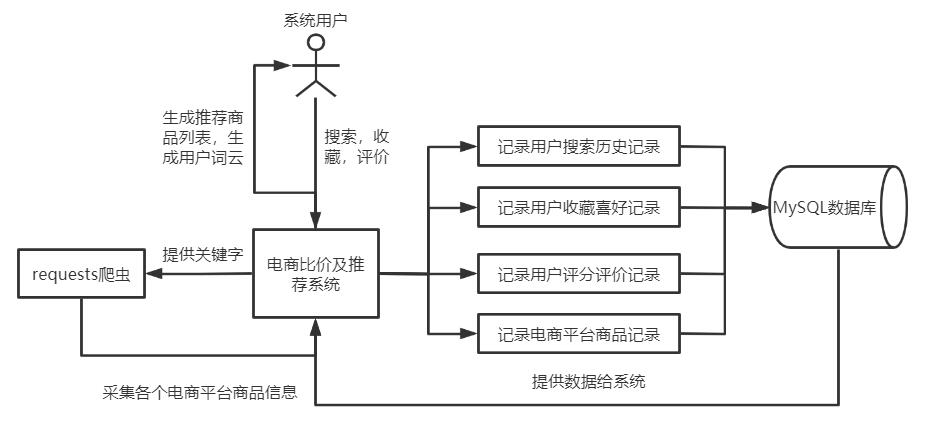 系统用户
生成推荐商
品列表，生
成用户词云
搜索，收
藏，评价
记录用户搜索历史记录
记录用户收藏喜好记录
MySQL数据库
提供关键字
requests爬虫
电商比价及推
荐系统
记录用户评分评价记录
记录电商平台商品记录
采集各个电商平台商品信息
提供数据给系统